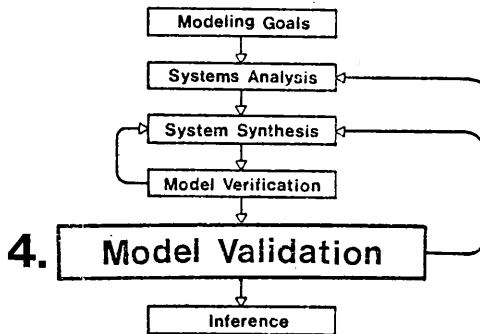 Modeling Goals
Systems Analysis
System Synthesis
Model Verification
4. Model Validation
Inference